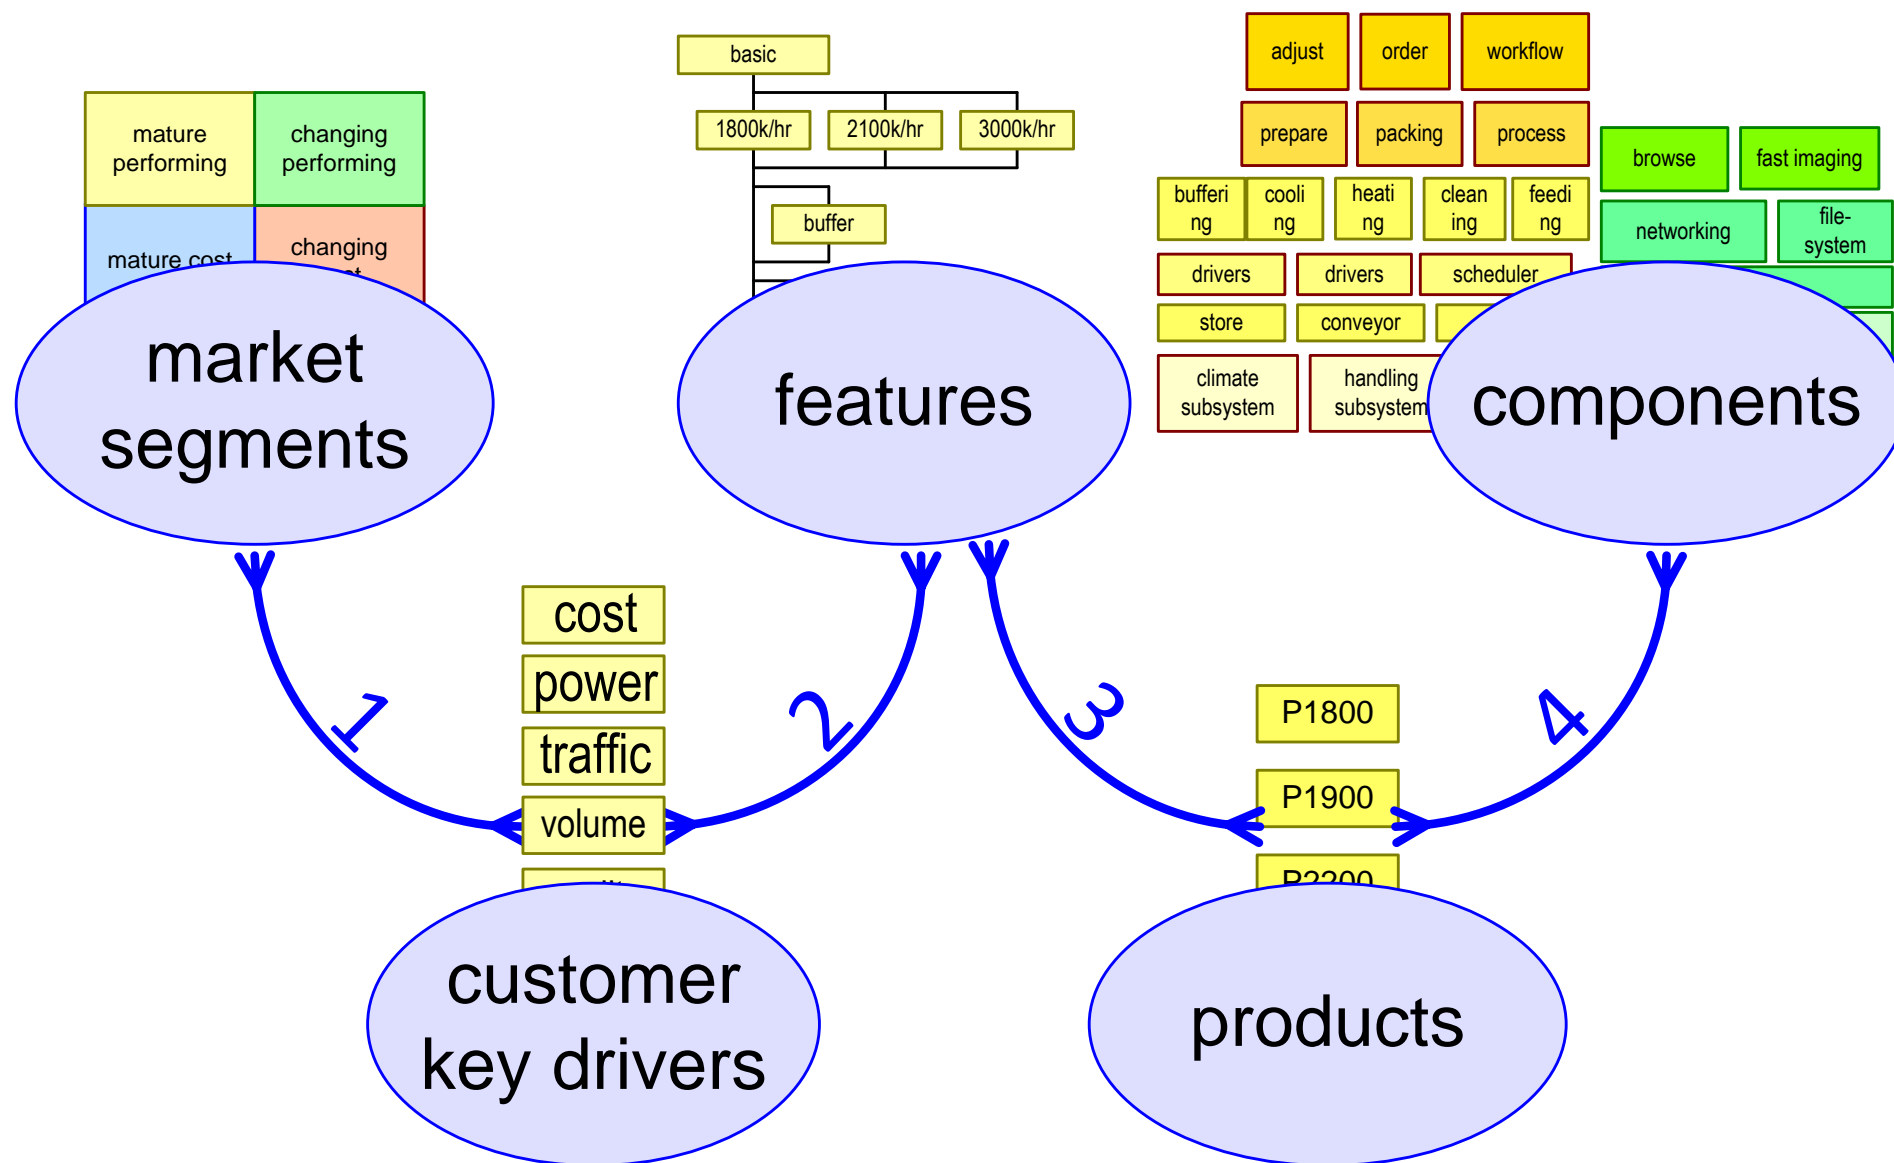 basic
1800k/hr
2100k/hr
3000k/hr
buffer
mature
performing
changing
performing
mature cost
changing
adjust
order
workflow
prepare
packing
process
browse
fast imaging
bufferi
ng
cooli
ng
heati
ng
clean
ing
feedi
ng
networking
file-
system
drivers
drivers
scheduler
store
conveyor
climate
subsystem
handling
subsystem
market
segments
features
components
1
2
3
4
cost
power
traffic
volume
P1800
P1900
P2200
customer
key drivers
products